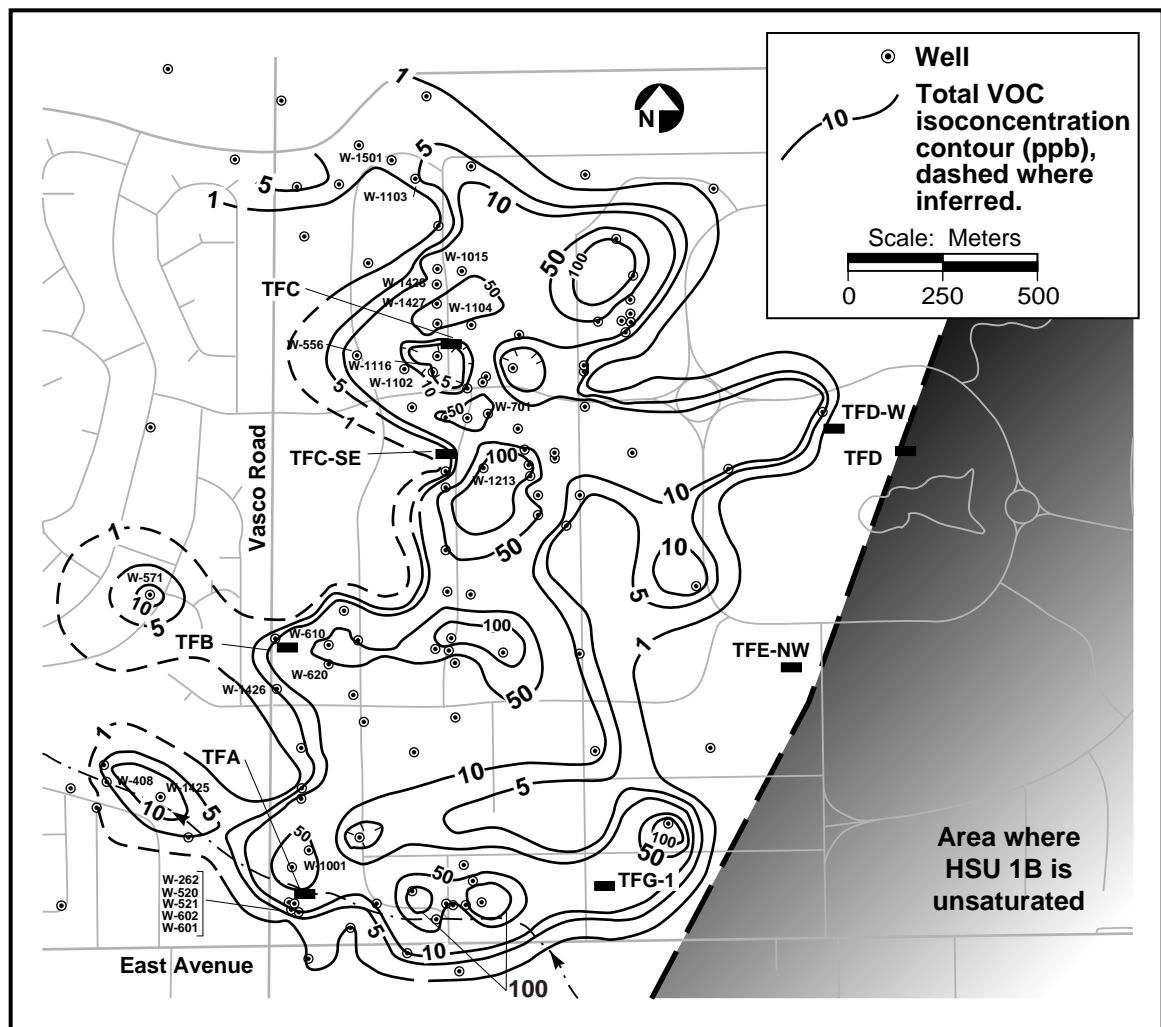 Well
10
Total VOC
isoconcentration
contour (ppb),
dashed where
inferred.
Scale: Meters
0 250 500
N
1
5
W-1501
5
1
W-1103
10
50
100
W-1015
TFC
W-1428
50
W-1427
W-1104
W-556
W-1116
W-1102
5
10
5
50
W-701
1
TFD-W
TFC-SE
TFD
100
W-1213
10
Vasco Road
50
1
10
W-571
10
5
5
100
W-610
1
TFB
TFE-NW
W-620
50
W-1426
1
TFA
10
W-408
W-1425
5
5
10
50
100
50
W-1001
50
W-262
W-520
W-521
W-602
W-601
TFG-1
Area where
HSU 1B is
unsaturated
5
10
1
East Avenue
100